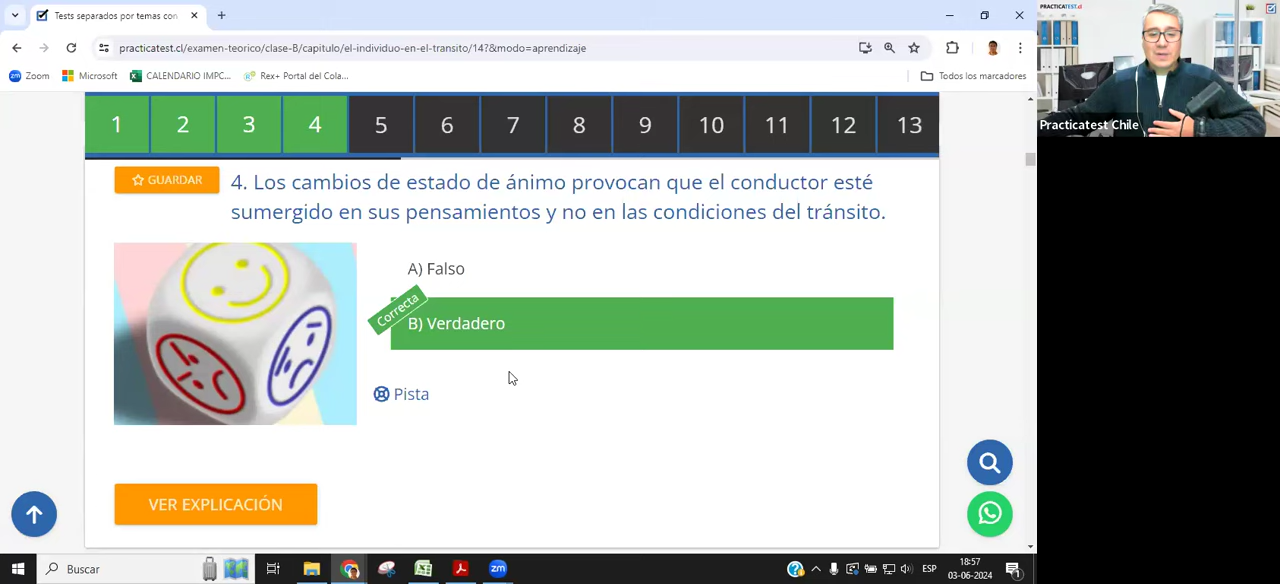 Tests separados por temas con
practicatest.cl/examen-teorico/clase-B/capitulo/el-individuo-en-el-transito/147?&modo=aprendizaje
Zoom
Microsoft
CALENDARIO IMPC...
Rex+ Portal del Cola...
Todos los marcadores
PRACTICATEST.cl
Practicatest Chile
1 2 3 4 5 6 7 8 9 10 11 12 13
GUARDAR
4. Los cambios de estado de ánimo provocan que el conductor esté
sumergido en sus pensamientos y no en las condiciones del tránsito.
A) Falso
Correcta
B) Verdadero
Pista
VER EXPLICACIÓN
Buscar
zm
ESP
18:57
03-06-2024
1